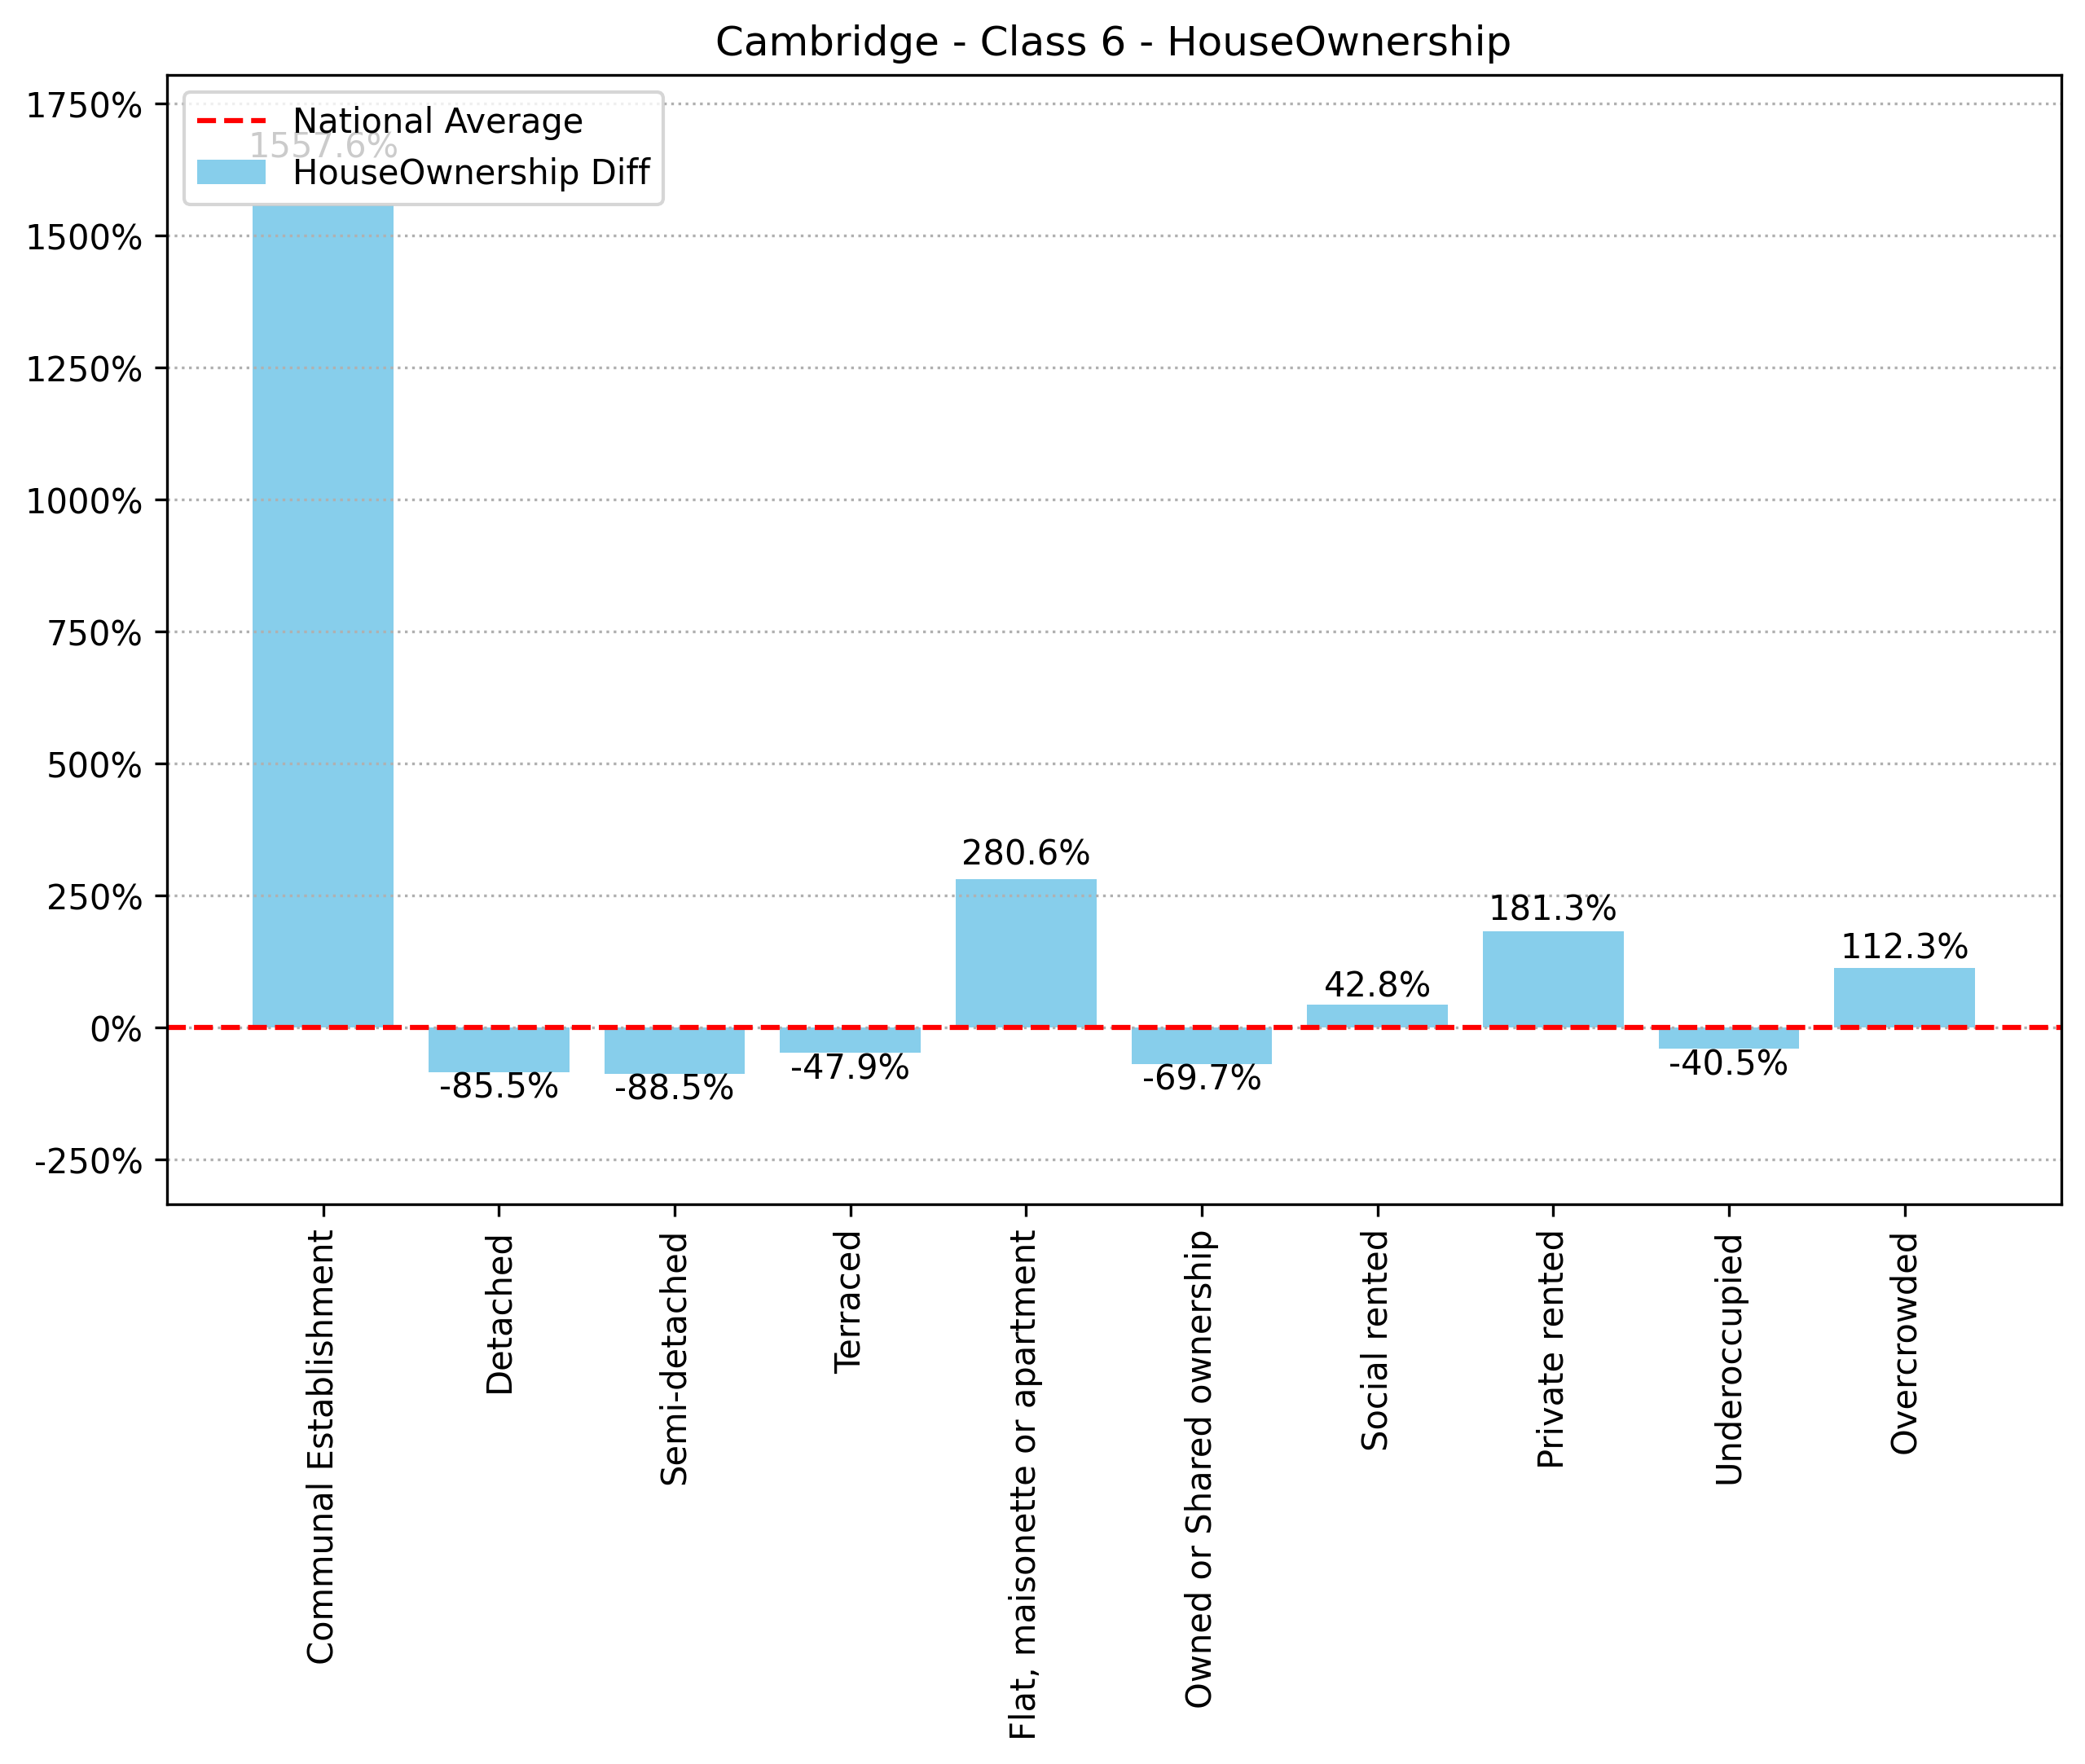 Cambridge - Class 6 - HouseOwnership
1750%
1500%
1250%
1000%
750%
500%
250%
0%
-250%
National Average
HouseOwnership Diff
1557.6%
-85.5%
-88.5%
-47.9%
280.6%
-69.7%
42.8%
181.3%
-40.5%
112.3%
Communal Establishment
Detached
Semi-detached
Terraced
Flat, maisonette or apartment
Owned or Shared ownership
Social rented
Private rented
Underoccupied
Overcrowded